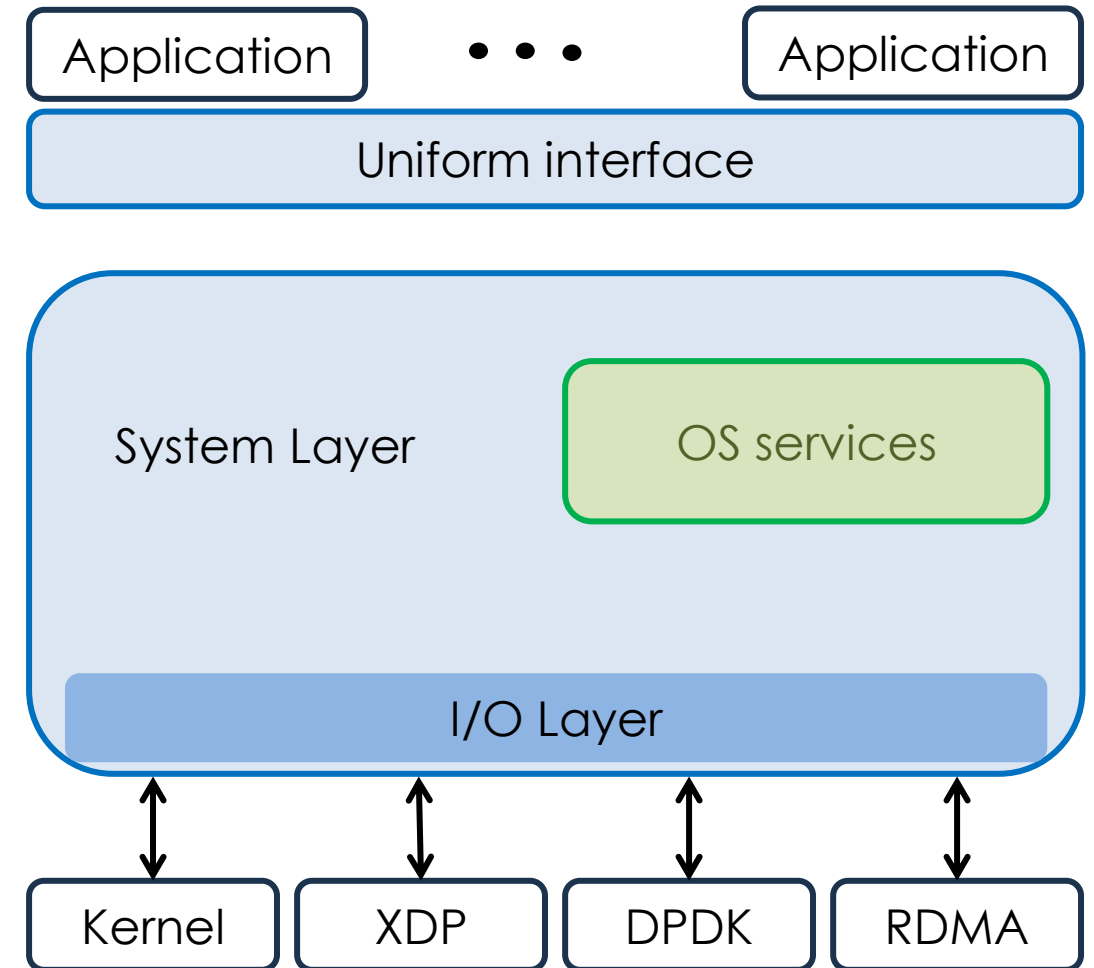 Application
Application
Uniform interface
System Layer
OS services
I/O Layer
Kernel
XDP
DPDK
RDMA